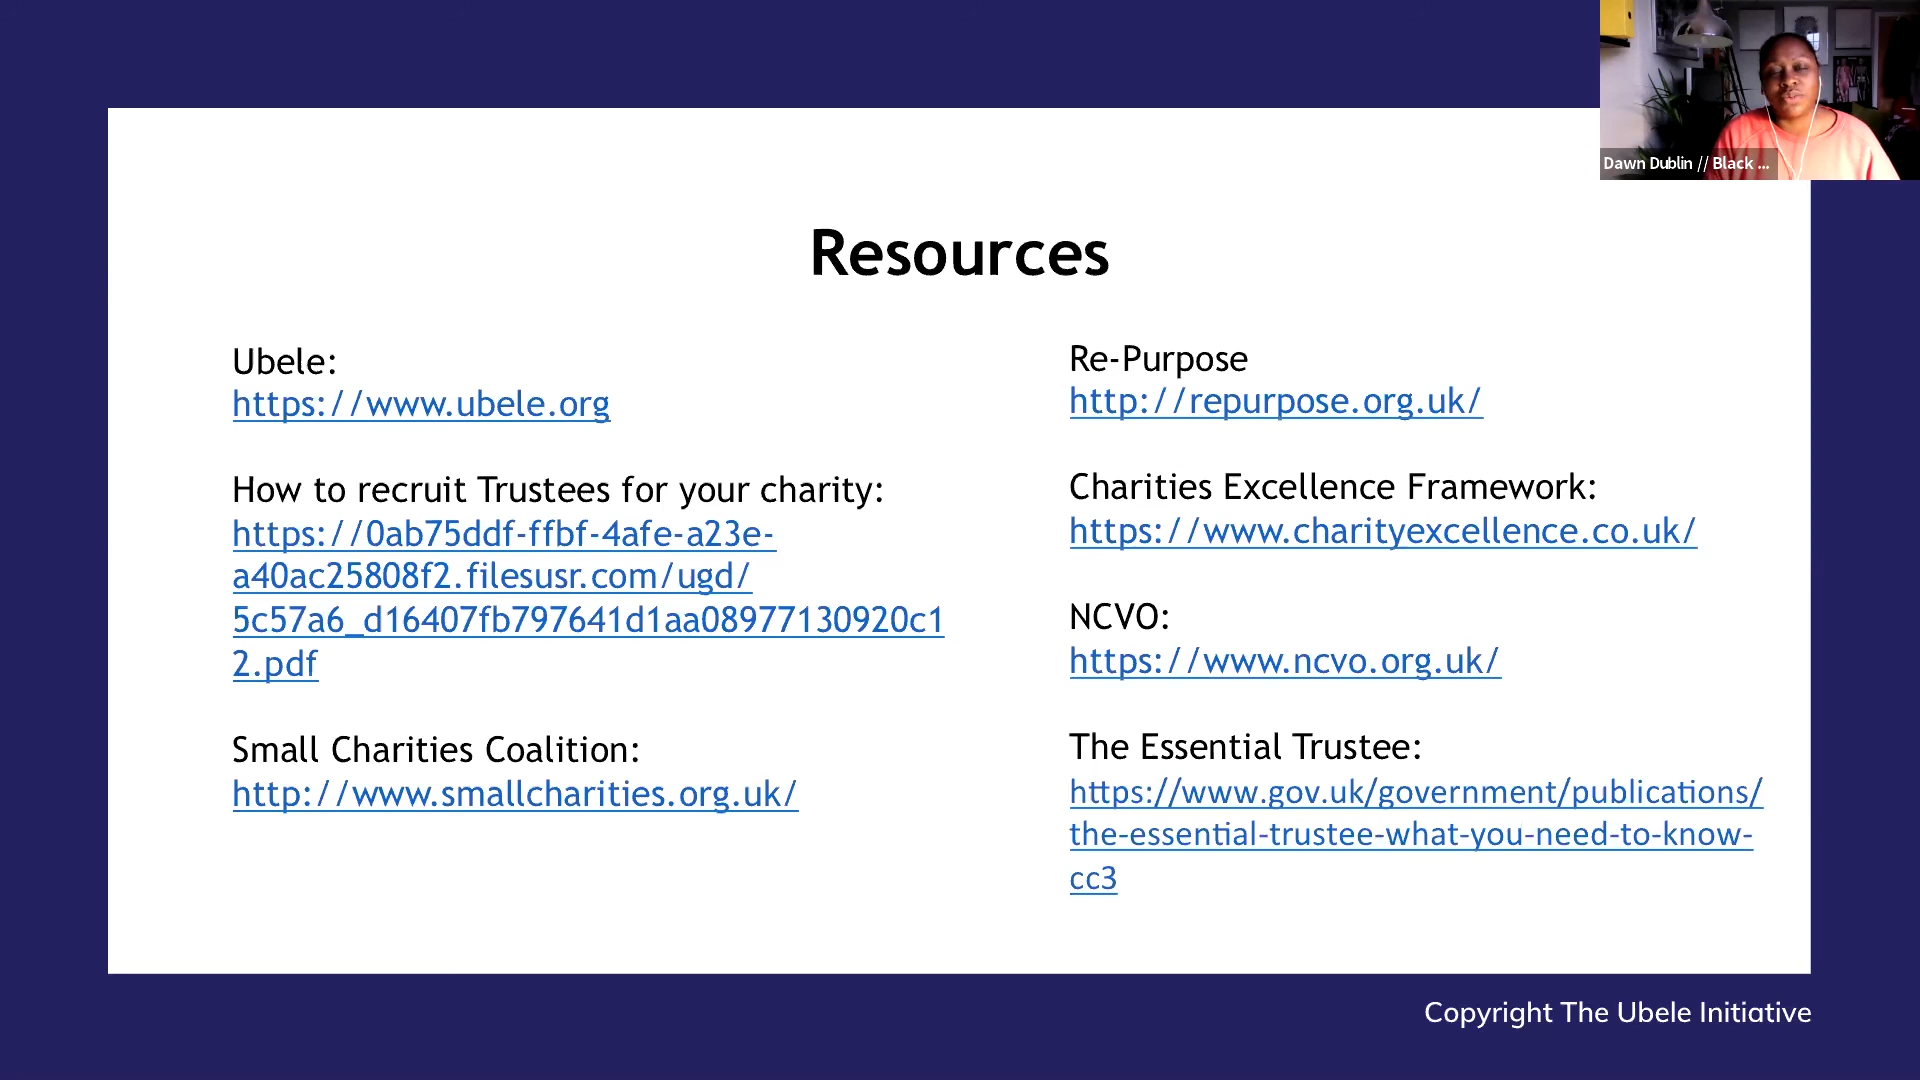 Dawn Dublin // Black ...
Resources
Ubele:
https://www.ubele.org
How to recruit Trustees for your charity:
https://0ab75ddf-ffbf-4afe-a23e-
a40ac25808f2.filesusr.com/ugd/
5c57a6_d16407fb797641d1aa08977130920c1
2.pdf
Small Charities Coalition:
http://www.smallcharities.org.uk/
Re-Purpose
http://repurpose.org.uk/
Charities Excellence Framework:
https://www.charityexcellence.co.uk/
NCVO:
https://www.ncvo.org.uk/
The Essential Trustee:
https://www.gov.uk/government/publications/
the-essential-trustee-what-you-need-to-know-
cc3
Copyright The Ubele Initiative